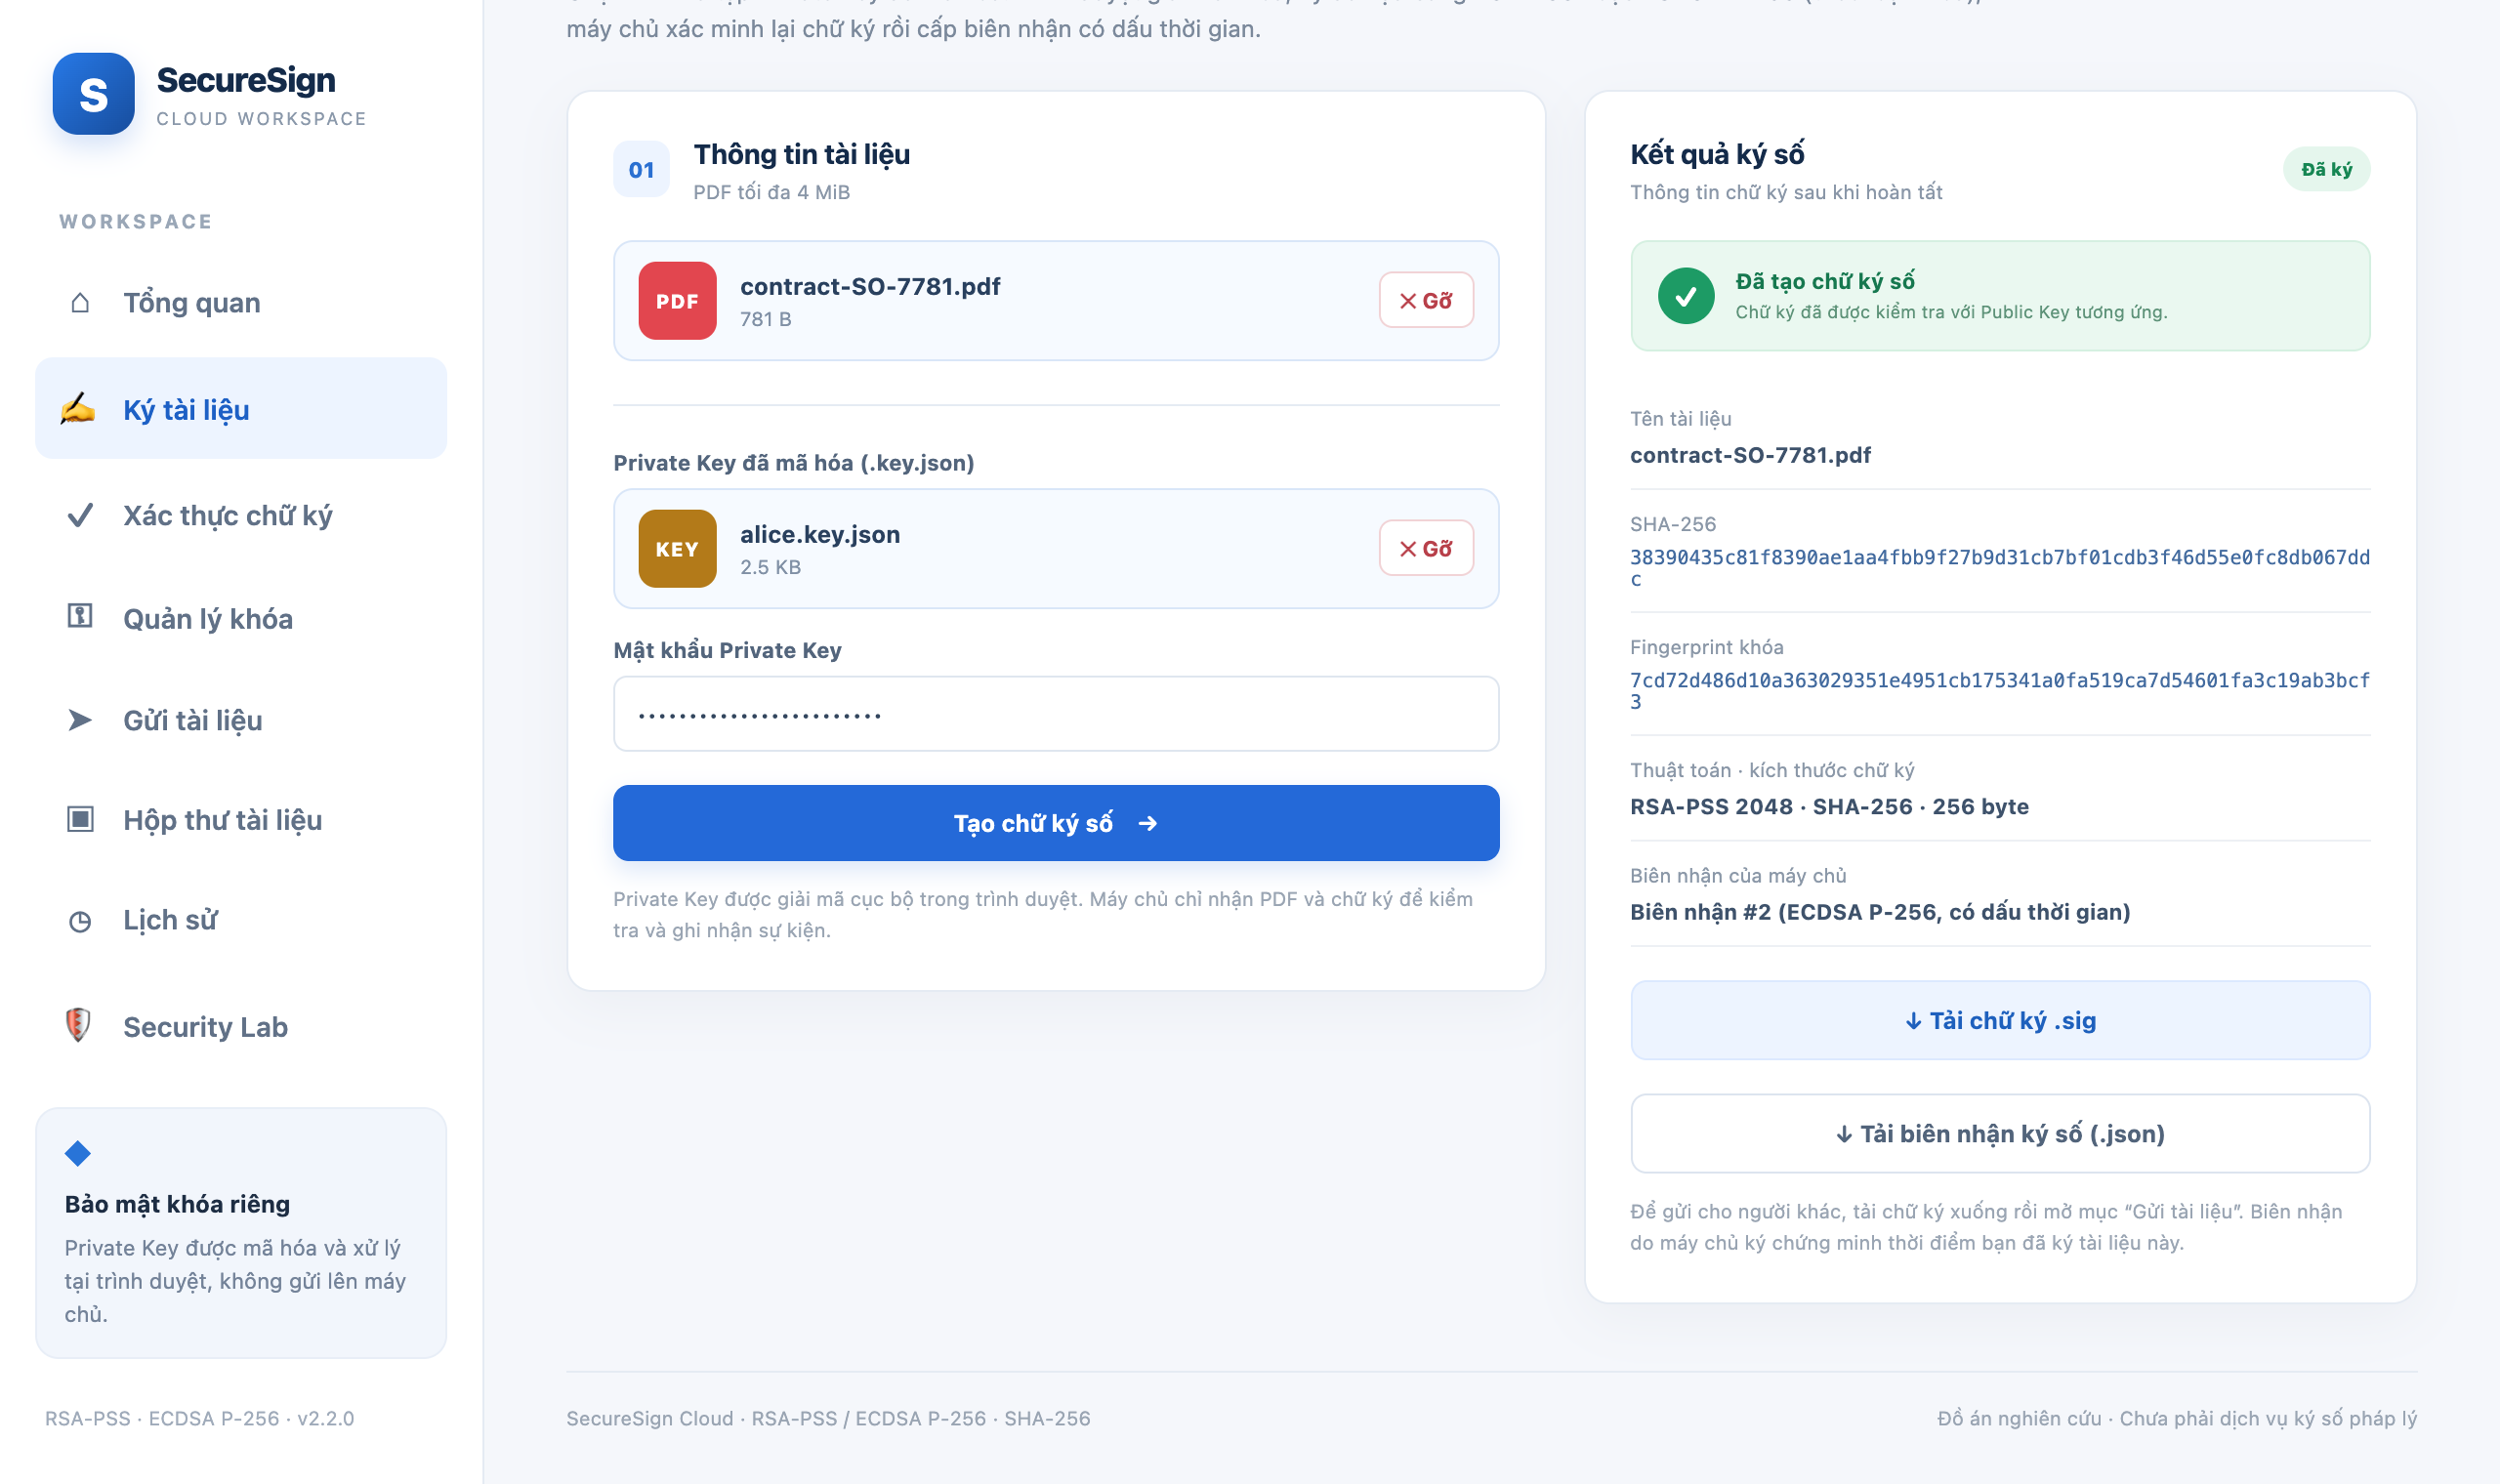 S
SecureSign
CLOUD WORKSPACE
WORKSPACE
Tổng quan
Ký tài liệu
Xác thực chữ ký
Quản lý khóa
Gửi tài liệu
Hộp thư tài liệu
Lịch sử
Security Lab
Bảo mật khóa riêng
Private Key được mã hóa và xử lý
tại trình duyệt, không gửi lên máy
chủ.
RSA-PSS · ECDSA P-256 · v2.2.0
máy chủ xác minh lại chữ ký rồi cấp biên nhận có dấu thời gian.
01
Thông tin tài liệu
PDF tối đa 4 MiB
PDF
contract-SO-7781.pdf
781 B
✕ Gỡ
Private Key đã mã hóa (.key.json)
KEY
alice.key.json
2.5 KB
✕ Gỡ
Mật khẩu Private Key
Tạo chữ ký số →
Private Key được giải mã cục bộ trong trình duyệt. Máy chủ chỉ nhận PDF và chữ ký để kiểm
tra và ghi nhận sự kiện.
Kết quả ký số
Thông tin chữ ký sau khi hoàn tất
Đã ký
Đã tạo chữ ký số
Chữ ký đã được kiểm tra với Public Key tương ứng.
Tên tài liệu
contract-SO-7781.pdf
SHA-256
38390435c81f8390ae1aa4fbb9f27b9d31cb7bf01cdb3f46d55e0fc8db067dd
c
Fingerprint khóa
7cd72d486d10a363029351e4951cb175341a0fa519ca7d54601fa3c19ab3bcf
3
Thuật toán · kích thước chữ ký
RSA-PSS 2048 · SHA-256 · 256 byte
Biên nhận của máy chủ
Biên nhận #2 (ECDSA P-256, có dấu thời gian)
↓ Tải chữ ký .sig
↓ Tải biên nhận ký số (.json)
Để gửi cho người khác, tải chữ ký xuống rồi mở mục “Gửi tài liệu”. Biên nhận
do máy chủ ký chứng minh thời điểm bạn đã ký tài liệu này.
SecureSign Cloud · RSA-PSS / ECDSA P-256 · SHA-256
Đồ án nghiên cứu · Chưa phải dịch vụ ký số pháp lý